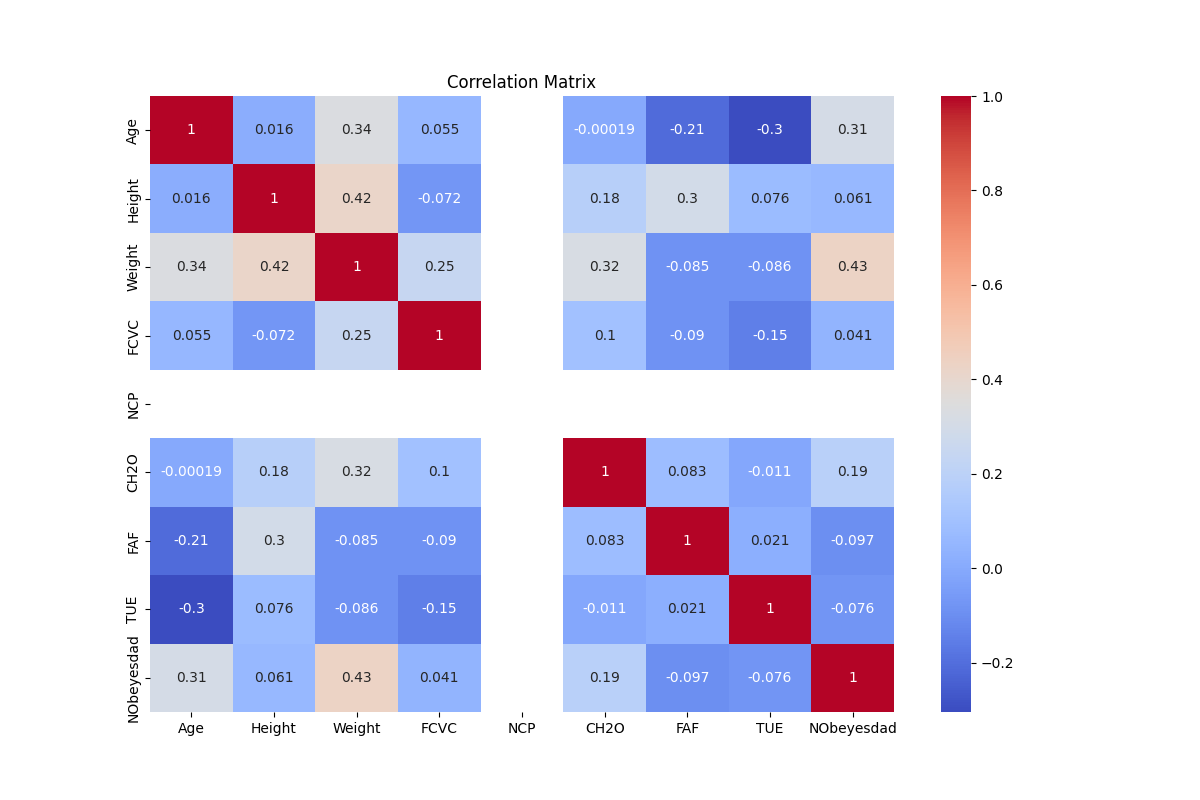 Correlation Matrix
Age 1 0.016 0.34 0.055 -0.00019 -0.21 -0.3 0.31
Height 0.016 1 0.42 -0.072 0.18 0.3 0.076 0.061
Weight 0.34 0.42 1 0.25 0.32 -0.085 -0.086 0.43
FCVC 0.055 -0.072 0.25 1 0.1 -0.09 -0.15 0.041
NCP
CH2O -0.00019 0.18 0.32 0.1 1 0.083 -0.011 0.19
FAF -0.21 0.3 -0.085 -0.09 0.083 1 0.021 -0.097
TUE -0.3 0.076 -0.086 -0.15 -0.011 0.021 1 -0.076
NObeyesdad 0.31 0.061 0.43 0.041 0.19 -0.097 -0.076 1
Age Height Weight FCVC NCP CH2O FAF TUE NObeyesdad
1.0
0.8
0.6
0.4
0.2
0.0
−0.2